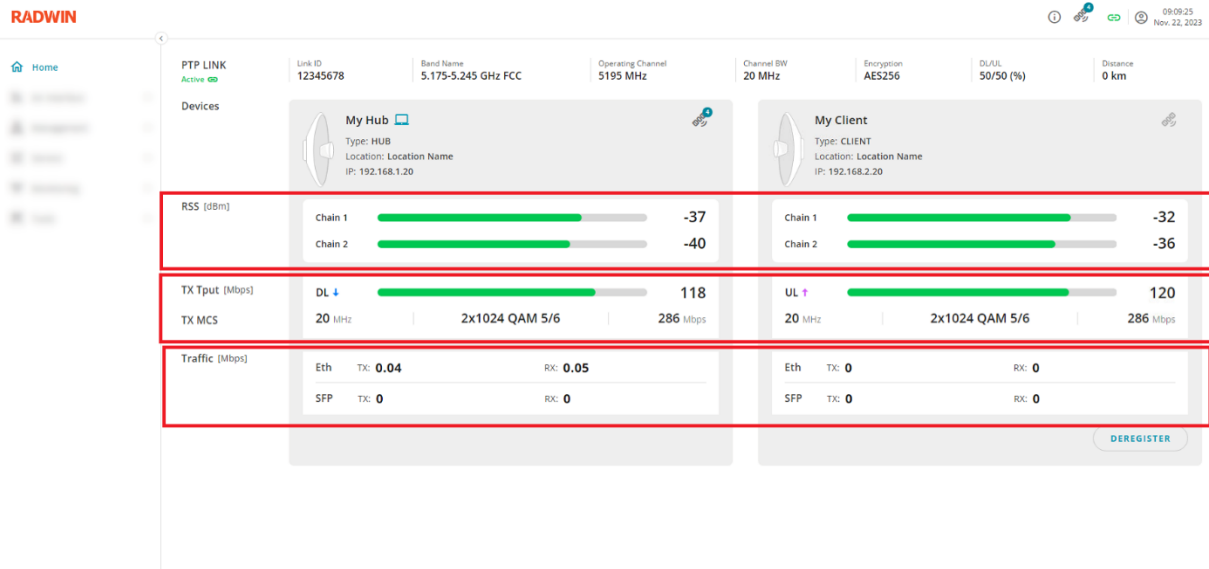 RADWIN
4
09:09:25
Nov. 22, 2023
Home
PTP LINK
Active
Link ID
12345678
Band Name
5.175-5.245 GHz FCC
Operating Channel
5195 MHz
Channel BW
20 MHz
Encryption
AES256
DL/UL
50/50 (%)
Distance
0 km
Devices
My Hub
4
Type: HUB
Location: Location Name
IP: 192.168.1.20
My Client
Type: CLIENT
Location: Location Name
IP: 192.168.2.20
RSS [dBm]
Chain 1 -37
Chain 2 -40
Chain 1 -32
Chain 2 -36
TX Tput [Mbps]
DL ↓ 118
UL ↑ 120
TX MCS
20 MHz 2x1024 QAM 5/6 286 Mbps
20 MHz 2x1024 QAM 5/6 286 Mbps
Traffic [Mbps]
Eth TX: 0.04 RX: 0.05
SFP TX: 0 RX: 0
Eth TX: 0 RX: 0
SFP TX: 0 RX: 0
DEREGISTER